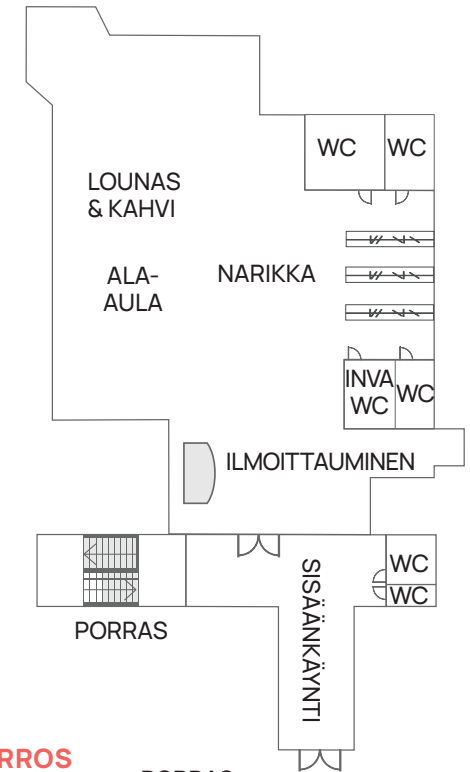 WC
WC
LOUNAS
& KAHVI
ALA-
AULA
NARIKKA
INVA
WC
WC
ILMOITTAUMINEN
WC
WC
SISÄÄNKÄYNTI
PORRAS